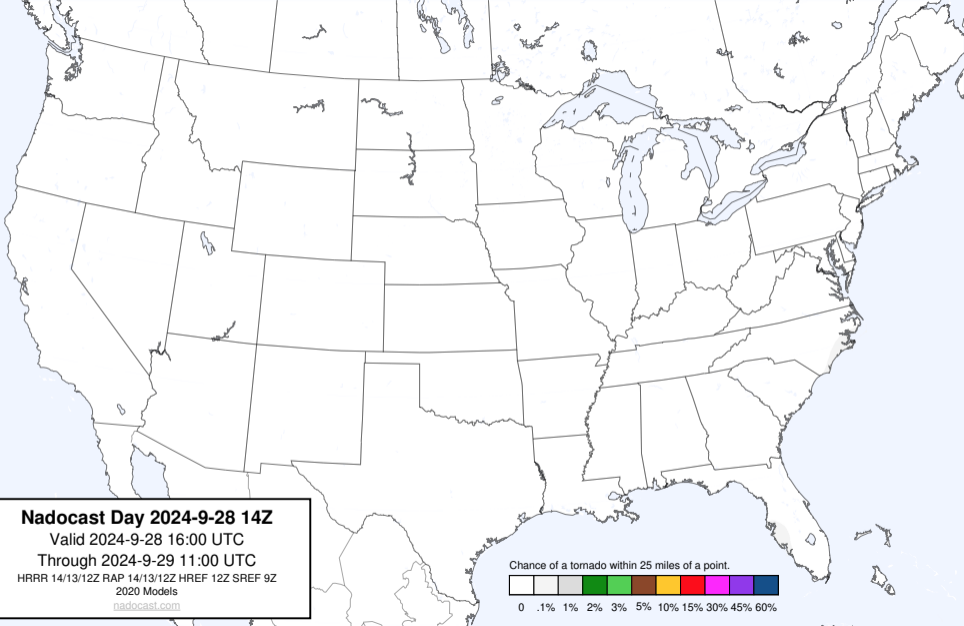 Nadocast Day 2024-9-28 14Z
Valid 2024-9-28 16:00 UTC
Through 2024-9-29 11:00 UTC
HRRR 14/13/12Z RAP 14/13/12Z HREF 12Z SREF 9Z
2020 Models
nadocast.com
Chance of a tornado within 25 miles of a point.
0 .1% 1% 2% 3% 5% 10% 15% 30% 45% 60%